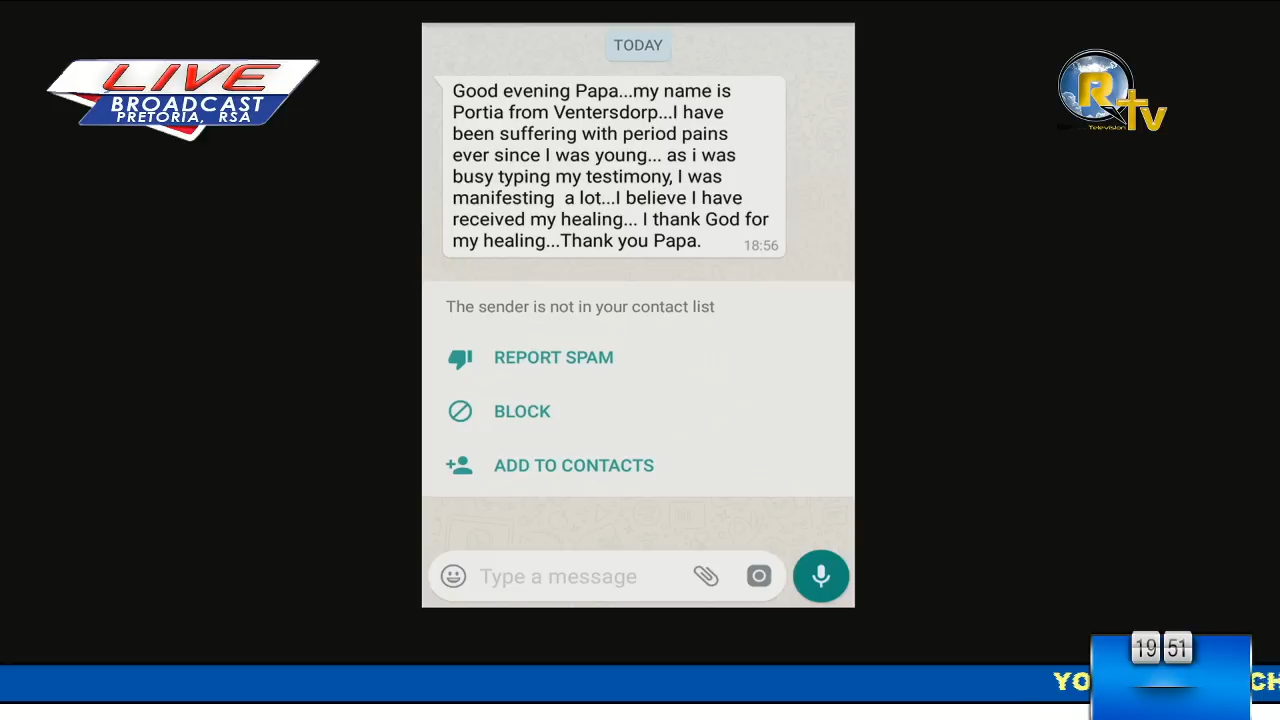 LIVE
BROADCAST
PRETORIA, RSA
R tv
Television
TODAY
Good evening Papa...my name is
Portia from Ventersdorp...I have
been suffering with period pains
ever since I was young... as i was
busy typing my testimony, I was
manifesting  a lot...I believe I have
received my healing... I thank God for
my healing...Thank you Papa.
18:56
The sender is not in your contact list
REPORT SPAM
BLOCK
ADD TO CONTACTS
Type a message
19 51
YO
CH